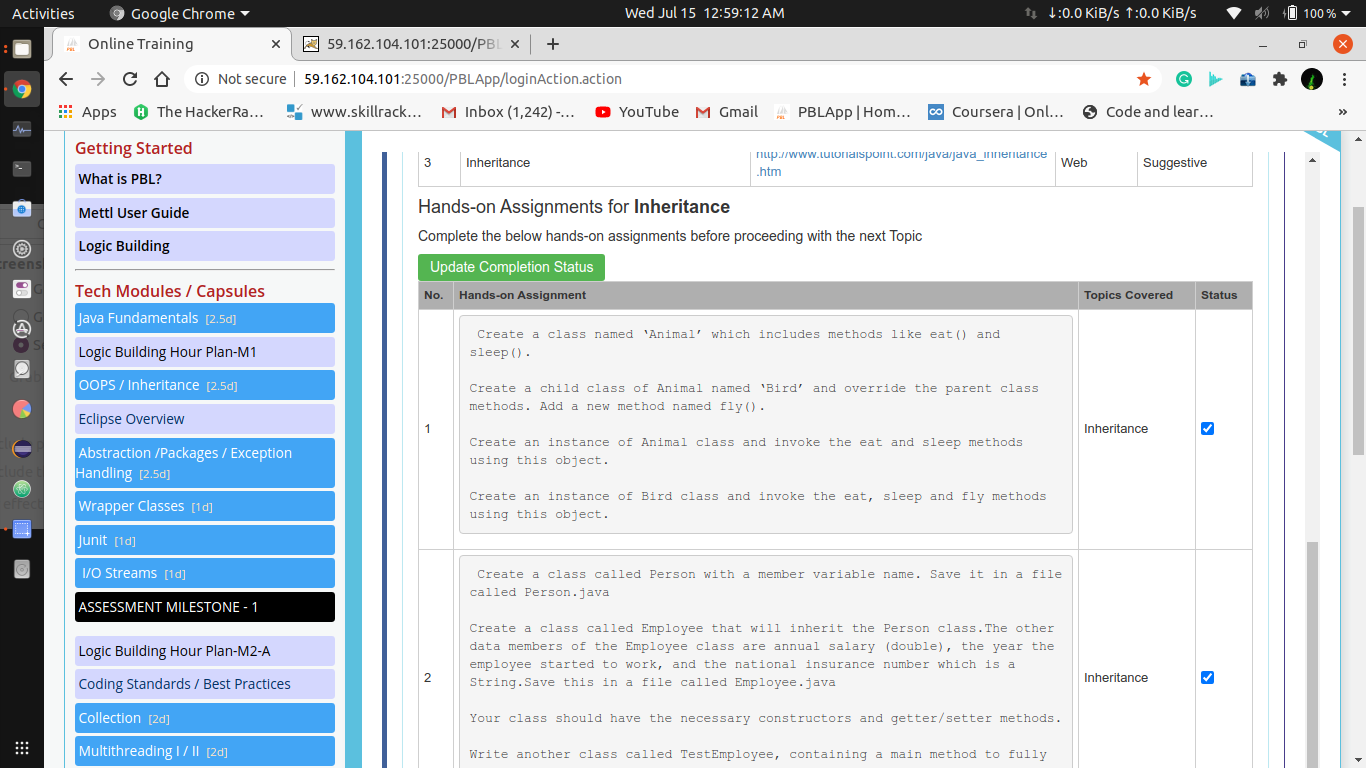 Activities
Google Chrome
Wed Jul 15 12:59:12 AM
↓:0.0 KiB/s ↑:0.0 KiB/s
100 %
Online Training
59.162.104.101:25000/PBL
Not secure
59.162.104.101:25000/PBLApp/loginAction.action
Apps
The HackerRa...
www.skillrack...
Inbox (1,242) -...
YouTube
Gmail
PBLApp | Hom...
Coursera | Onl...
Code and lear...
»
Getting Started
What is PBL?
Mettl User Guide
Logic Building
Tech Modules / Capsules
Java Fundamentals [2.5d]
Logic Building Hour Plan-M1
OOPS / Inheritance [2.5d]
Eclipse Overview
Abstraction /Packages / Exception
Handling [2.5d]
Wrapper Classes [1d]
Junit [1d]
I/O Streams [1d]
ASSESSMENT MILESTONE - 1
Logic Building Hour Plan-M2-A
Coding Standards / Best Practices
Collection [2d]
Multithreading I / II [2d]
3
Inheritance
http://www.tutorialspoint.com/java/java_inheritance
.htm
Web
Suggestive
Hands-on Assignments for Inheritance
Complete the below hands-on assignments before proceeding with the next Topic
Update Completion Status
No.
Hands-on Assignment
Topics Covered
Status
1
Create a class named ‘Animal’ which includes methods like eat() and
sleep().
Create a child class of Animal named ‘Bird’ and override the parent class
methods. Add a new method named fly().
Create an instance of Animal class and invoke the eat and sleep methods
using this object.
Create an instance of Bird class and invoke the eat, sleep and fly methods
using this object.
Inheritance
2
Create a class called Person with a member variable name. Save it in a file
called Person.java
Create a class called Employee that will inherit the Person class.The other
data members of the Employee class are annual salary (double), the year the
employee started to work, and the national insurance number which is a
String.Save this in a file called Employee.java
Your class should have the necessary constructors and getter/setter methods.
Write another class called TestEmployee, containing a main method to fully
Inheritance